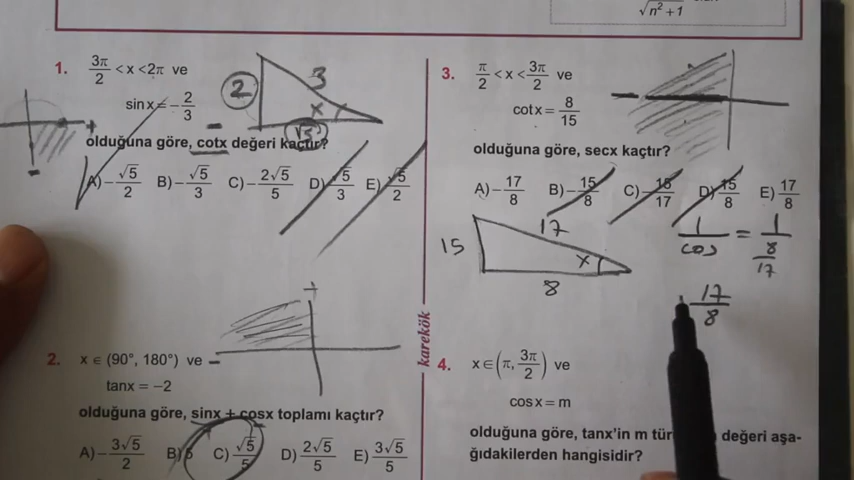 √n²+1
1. 3π/2 < x < 2π ve
sinx = -2/3
2 3 x √5
+
-
olduğuna göre, cotx değeri kaçtır?
A) -√5/2 B) -√5/3 C) -2√5/5 D) √5/3 E) √5/2
2. x ∈ (90°, 180°) ve
tanx = -2
+
-
olduğuna göre, sinx + cosx toplamı kaçtır?
A) -3√5/2 C) √5/5 D) 2√5/5 E) 3√5/5
karekök
3. π/2 < x < 3π/2 ve
cotx = 8/15
olduğuna göre, secx kaçtır?
A) -17/8 B) -15/8 C) -15/17 D) 15/8 E) 17/8
15 17 x 8
1/cos = 1/(8/17)
17/8
4. x ∈ (π, 3π/2) ve
cosx = m
olduğuna göre, tanx'in m değeri aşa-
ğıdakilerden hangisidir?